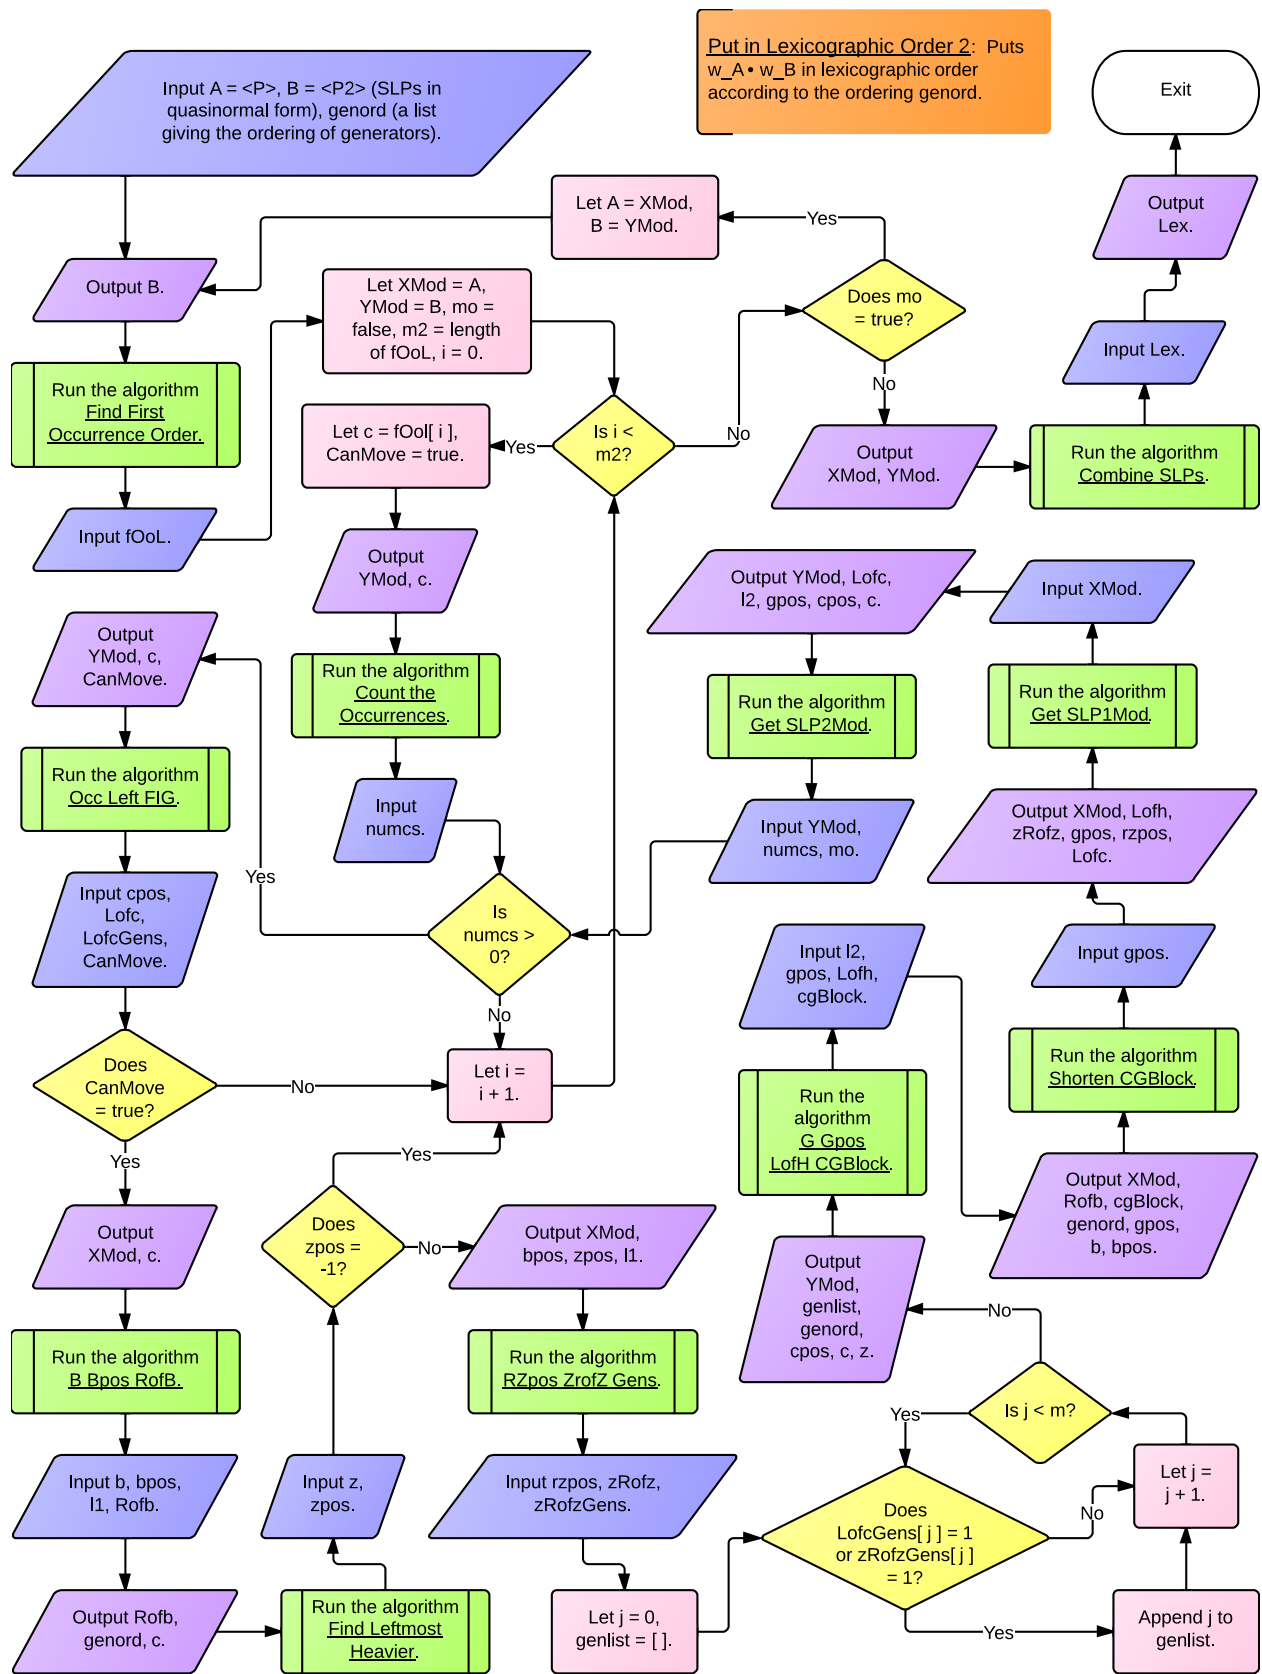 Put in Lexicographic Order 2: Puts
w_A • w_B in lexicographic order
according to the ordering genord.
Input A = <P>, B = <P2> (SLPs in
quasinormal form), genord (a list
giving the ordering of generators).
Exit
Let A = XMod,
B = YMod.
Yes
Output
Lex.
Output B.
Let XMod = A,
YMod = B, mo =
false, m2 = length
of fOoL, i = 0.
Does mo
= true?
Input Lex.
Run the algorithm
Find First
Occurrence Order.
No
Let c = fOol[ i ],
CanMove = true.
Yes
Is i <
m2?
No
Output
XMod, YMod.
Run the algorithm
Combine SLPs.
Input fOoL.
Output
YMod, c.
Output YMod, Lofc,
l2, gpos, cpos, c.
Input XMod.
Output
YMod, c,
CanMove.
Run the algorithm
Count the
Occurrences.
Run the algorithm
Get SLP2Mod.
Run the algorithm
Get SLP1Mod.
Run the algorithm
Occ Left FIG.
Input
numcs.
Input YMod,
numcs, mo.
Output XMod, Lofh,
zRofz, gpos, rzpos,
Lofc.
Yes
Input cpos,
Lofc,
LofcGens,
CanMove.
Is
numcs >
0?
Input l2,
gpos, Lofh,
cgBlock.
Input gpos.
No
Does
CanMove
= true?
No
Let i =
i + 1.
Run the
algorithm
G Gpos
LofH CGBlock.
Run the algorithm
Shorten CGBlock.
Yes
Yes
Output
XMod, c.
Does
zpos =
-1?
No
Output XMod,
bpos, zpos, l1.
Output
YMod,
genlist,
genord,
cpos, c, z.
Output XMod,
Rofb, cgBlock,
genord, gpos,
b, bpos.
No
Run the algorithm
B Bpos RofB.
Run the algorithm
RZpos ZrofZ Gens.
Yes
Is j < m?
Input b, bpos,
l1, Rofb.
Input z,
zpos.
Input rzpos, zRofz,
zRofzGens.
Does
LofcGens[ j ] = 1
or zRofzGens[ j ]
= 1?
No
Let j =
j + 1.
Output Rofb,
genord, c.
Run the algorithm
Find Leftmost
Heavier.
Let j = 0,
genlist = [ ].
Yes
Append j to
genlist.